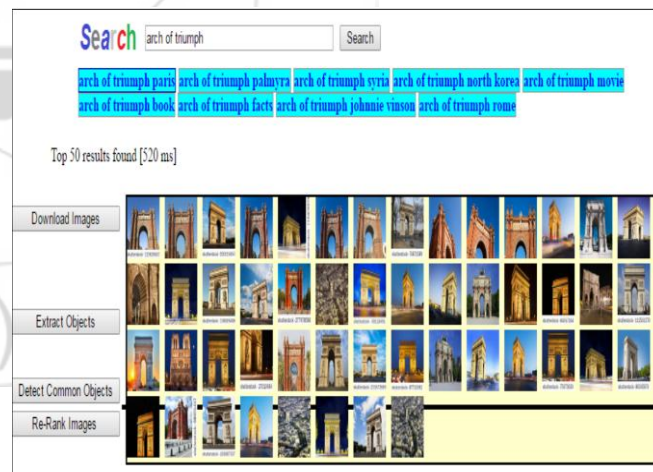 Search arch of triumph Search
arch of triumph paris arch of triumph palmyra arch of triumph syria arch of triumph north korea arch of triumph movie
arch of triumph book arch of triumph facts arch of triumph johnnie vinson arch of triumph rome
Top 50 results found [520 ms]
Download Images
Extract Objects
Detect Common Objects
Re-Rank Images